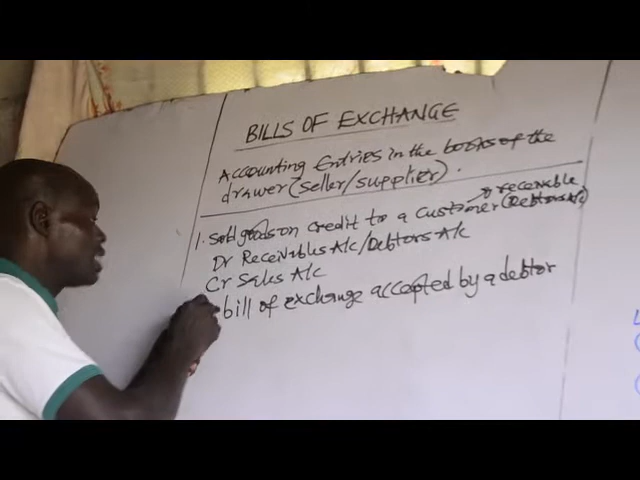 BILLS OF EXCHANGE
Accounting Entries in the books of the
drawer (seller/supplier).
→ receivable
1. Sold goods on credit to a customer (Debtors A/c)
Dr Receivables A/c/Debtors A/c
Cr Sales A/c
bill of exchange accepted by a debtor